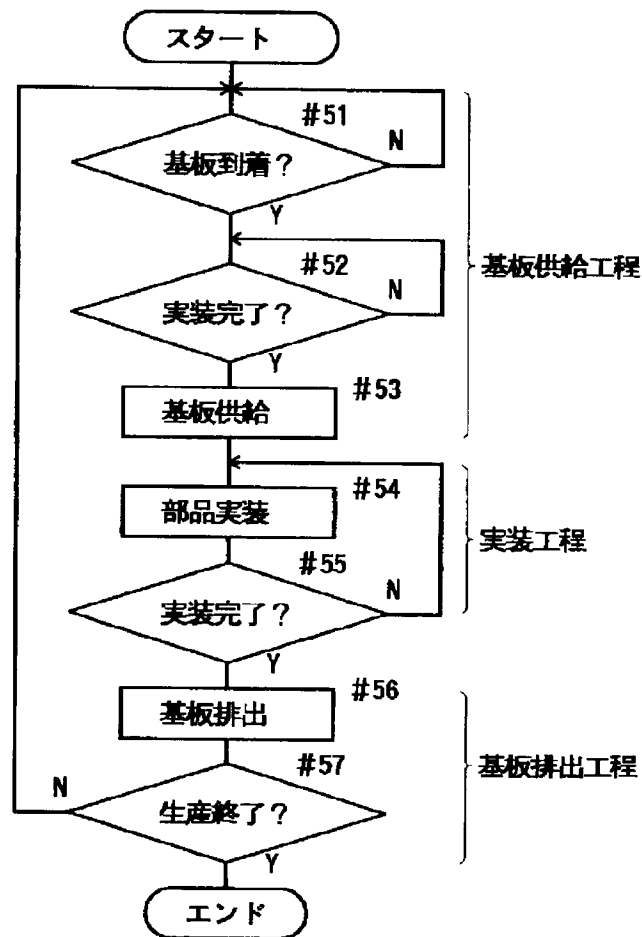 スタート
#51
N
基板到着?
Y
#52
N
基板供給工程
実装完了?
Y
#53
基板供給
#54
部品実装
実装工程
#55
N
実装完了?
Y
#56
基板排出
#57
基板排出工程
N
生産終了?
Y
エンド